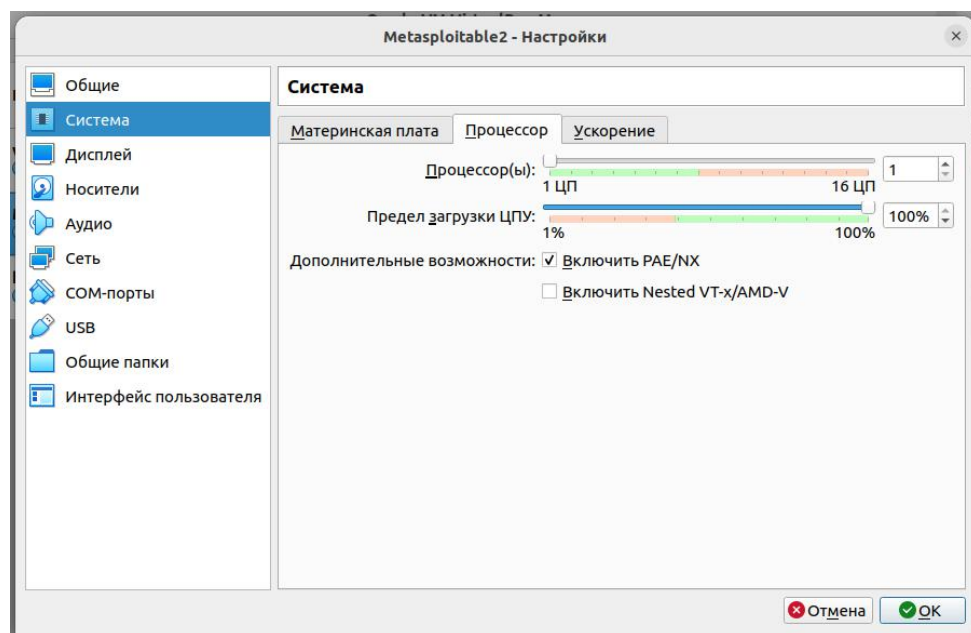 Metasploitable2 - Настройки
Общие
Система
Дисплей
Носители
Аудио
Сеть
COM-порты
USB
Общие папки
Интерфейс пользователя
Система
Материнская плата Процессор Ускорение
Процессор(ы): 1
1 ЦП 16 ЦП
Предел загрузки ЦПУ: 100%
1% 100%
Дополнительные возможности: Включить PAE/NX
Включить Nested VT-x/AMD-V
Отмена OK